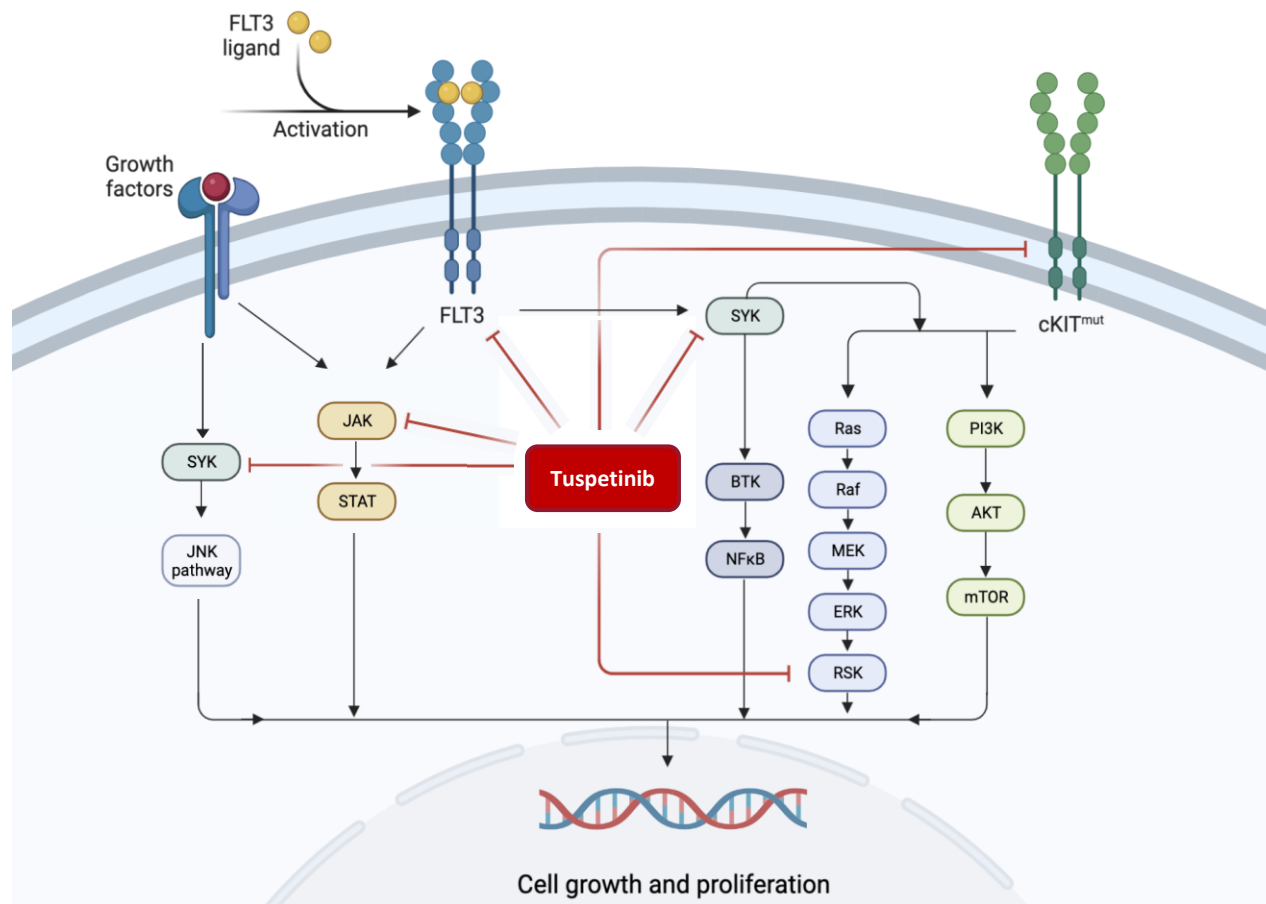 FLT3
ligand
Activation
Growth
factors
FLT3
SYK
cKITᵐᵘᵗ
JAK
Ras
PI3K
SYK
Tuspetinib
BTK
Raf
STAT
AKT
JNK
pathway
NFκB
MEK
mTOR
ERK
RSK
Cell growth and proliferation